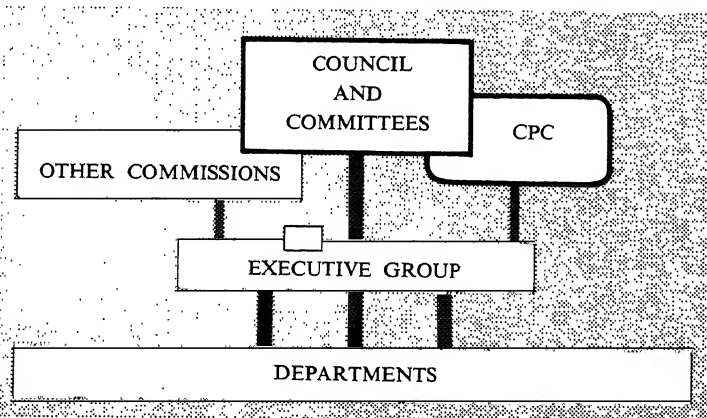 COUNCIL
AND
COMMITTEES
CPC
OTHER COMMISSIONS
EXECUTIVE GROUP
DEPARTMENTS